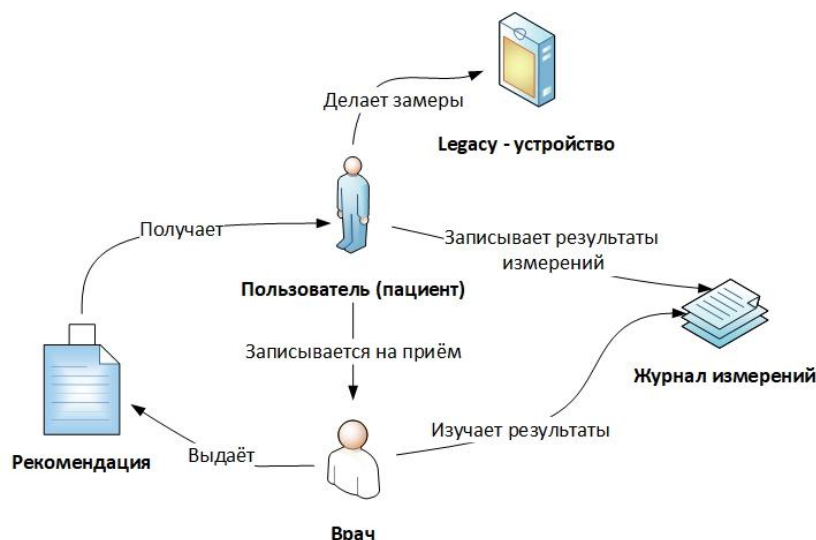 Делает замеры
Legacy - устройство
Получает
Записывает результаты
измерений
Пользователь (пациент)
Записывается на приём
Журнал измерений
Изучает результаты
Выдаёт
Рекомендация
Врач